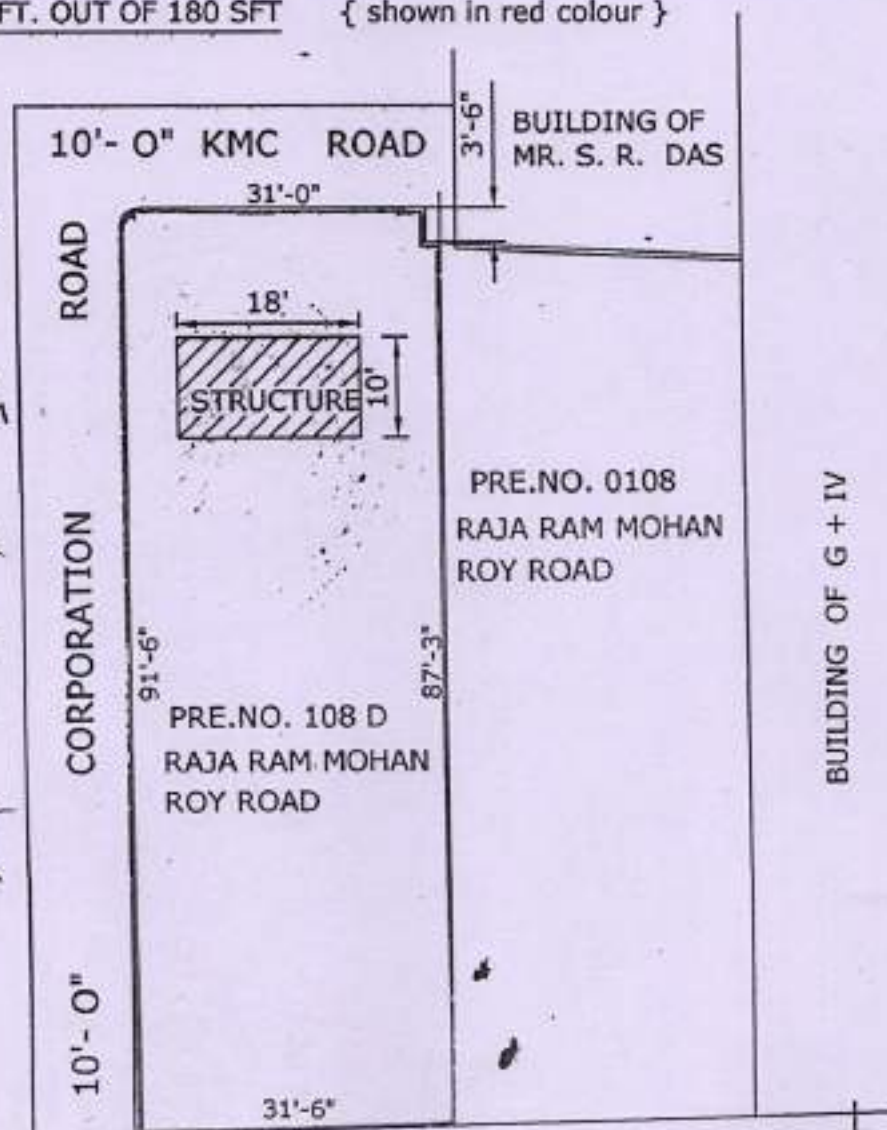 FT. OUT OF 180 SFT { shown in red colour }
10'- O" KMC ROAD
3'-6"
BUILDING OF
MR. S. R. DAS
31'-0"
18'
10'
STRUCTURE
10'- O" CORPORATION ROAD
PRE.NO. 0108
RAJA RAM MOHAN
ROY ROAD
91'-6"
87'-3"
PRE.NO. 108 D
RAJA RAM MOHAN
ROY ROAD
BUILDING OF G + IV
31'-6"